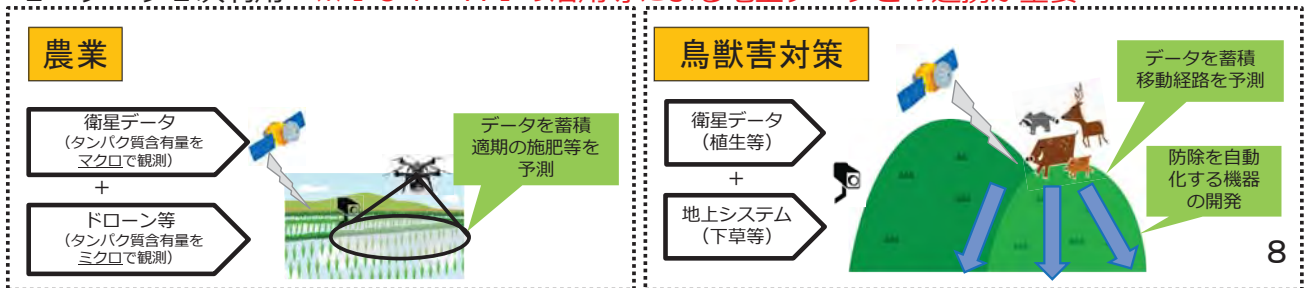 農業
衛星データ
（タンパク質含有量を
マクロで観測）
+
ドローン等
（タンパク質含有量を
ミクロで観測）
データを蓄積
適期の施肥等を
予測
鳥獣害対策
衛星データ
（植生等）
+
地上システム
（下草等）
データを蓄積
移動経路を予測
防除を自動
化する機器
の開発
8